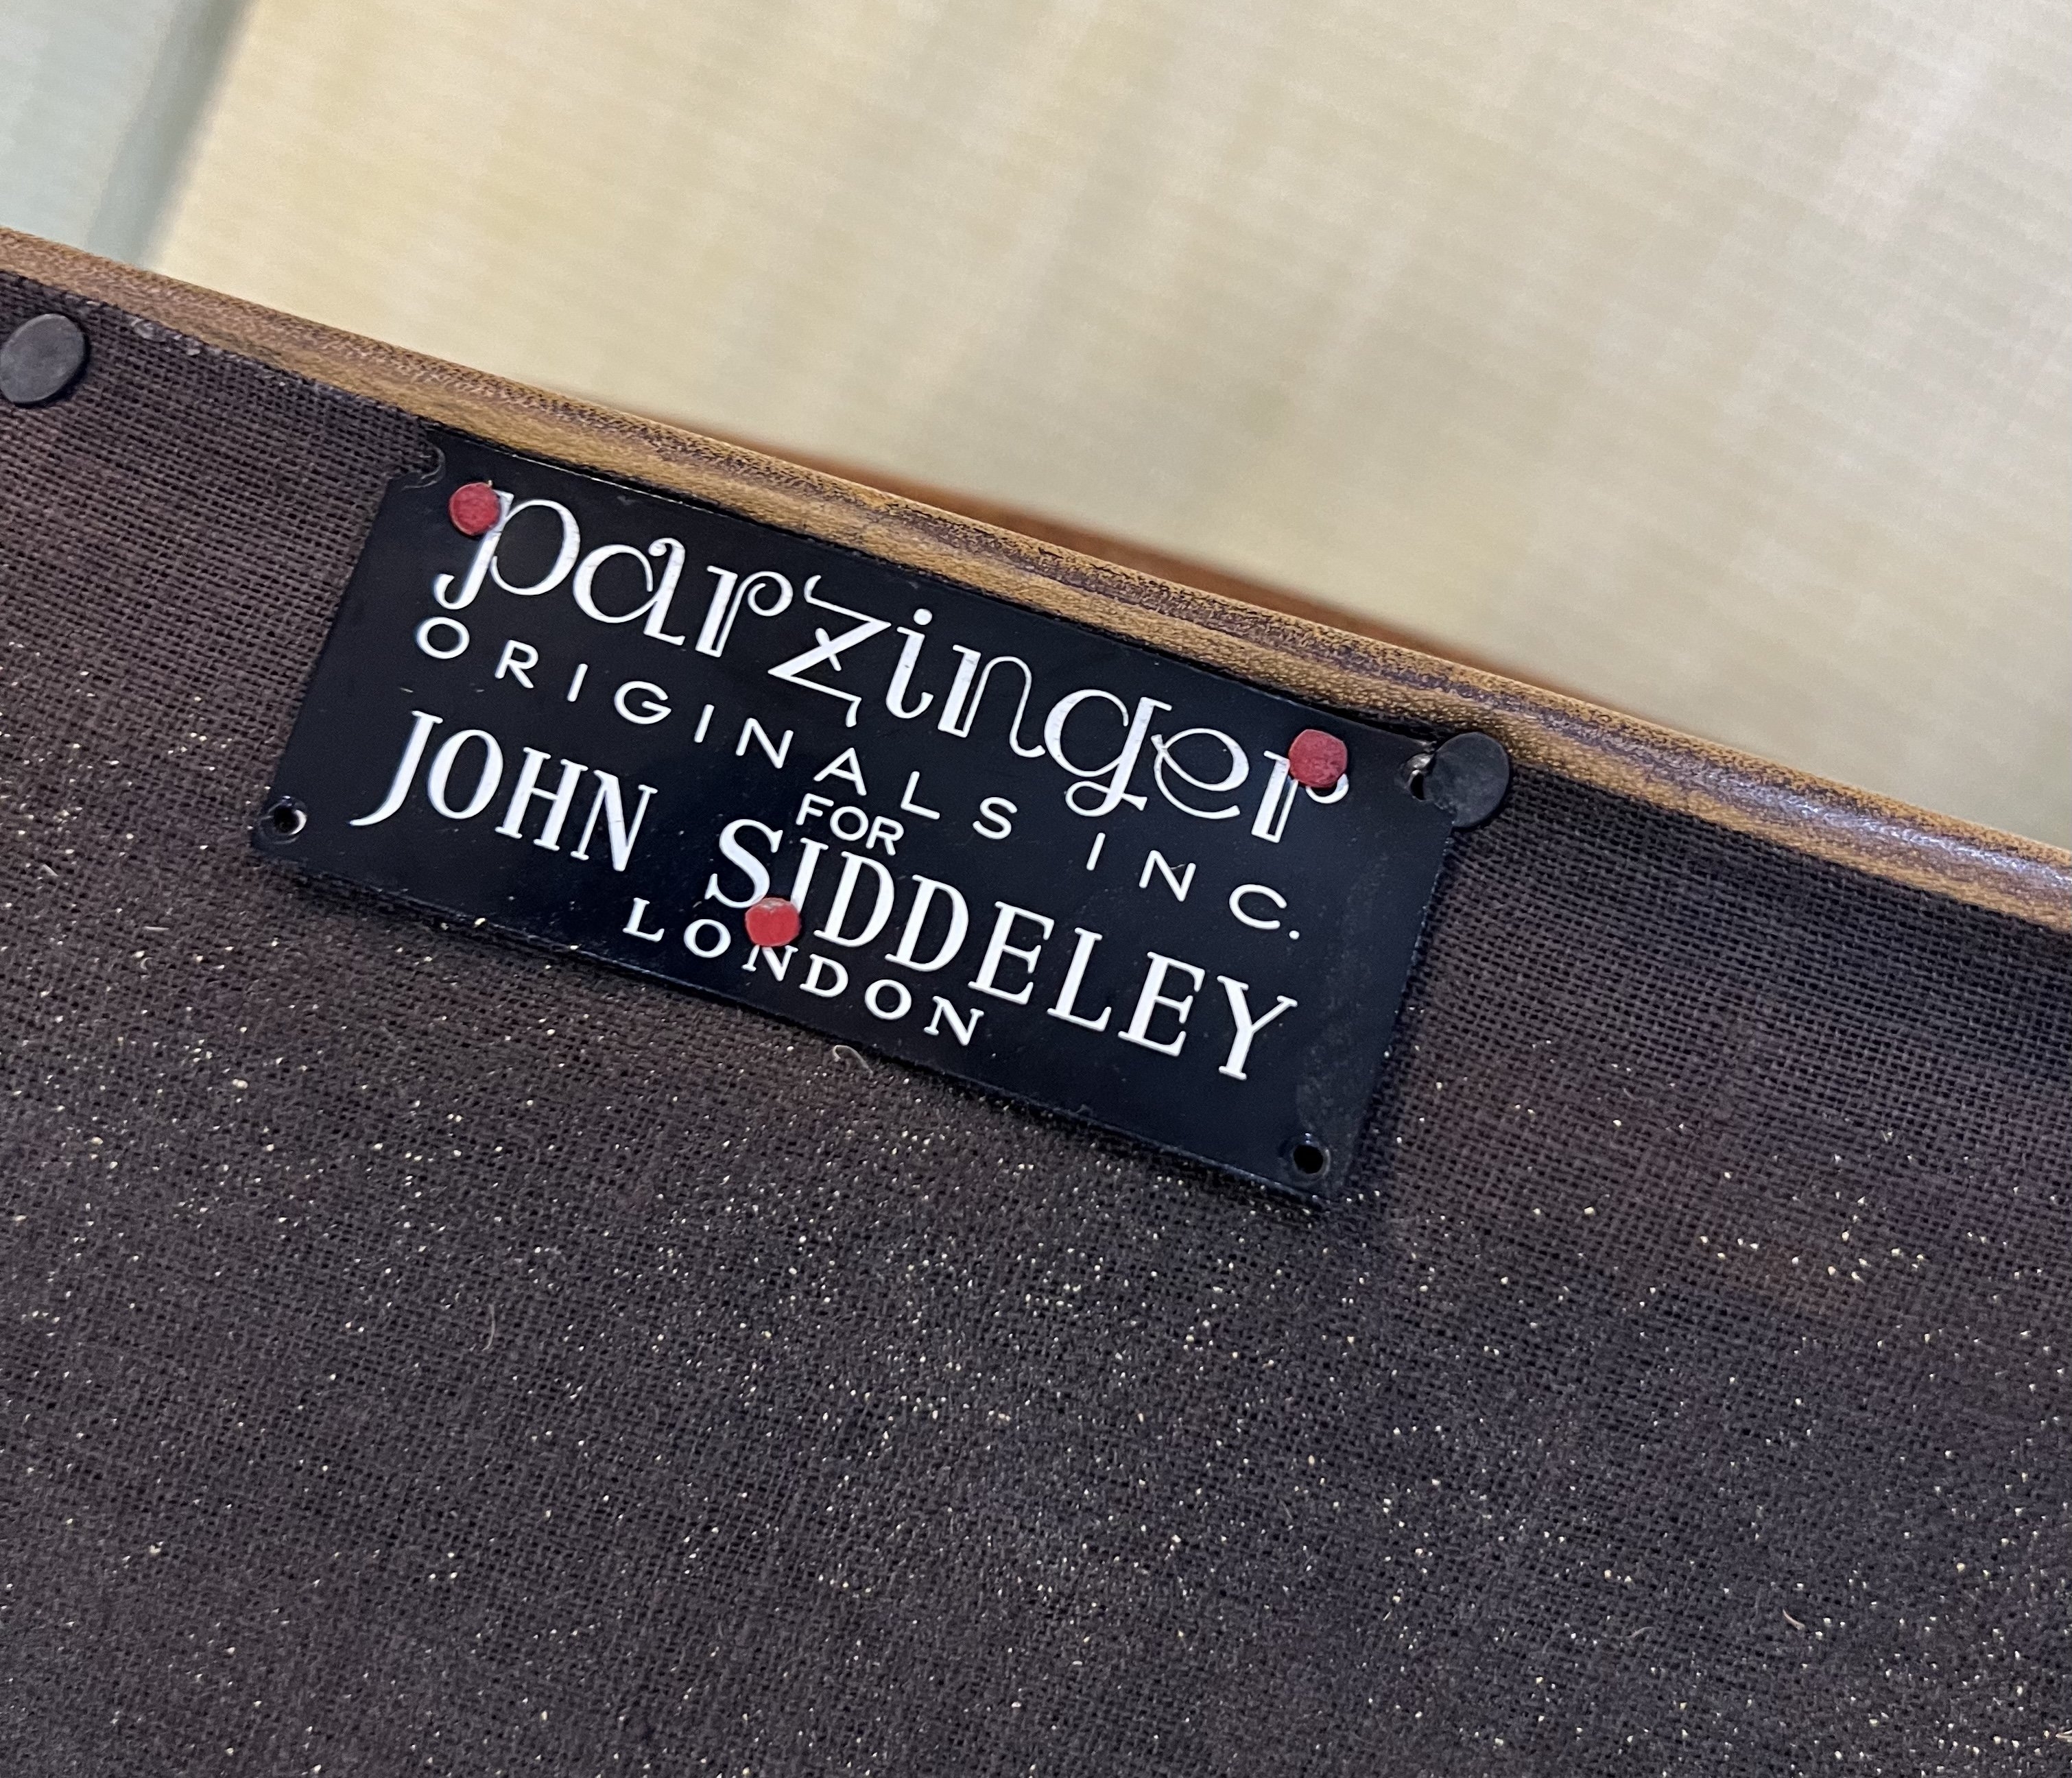 parzinger
ORIGINALS INC.
FOR
JOHN SIDDELEY
LONDON